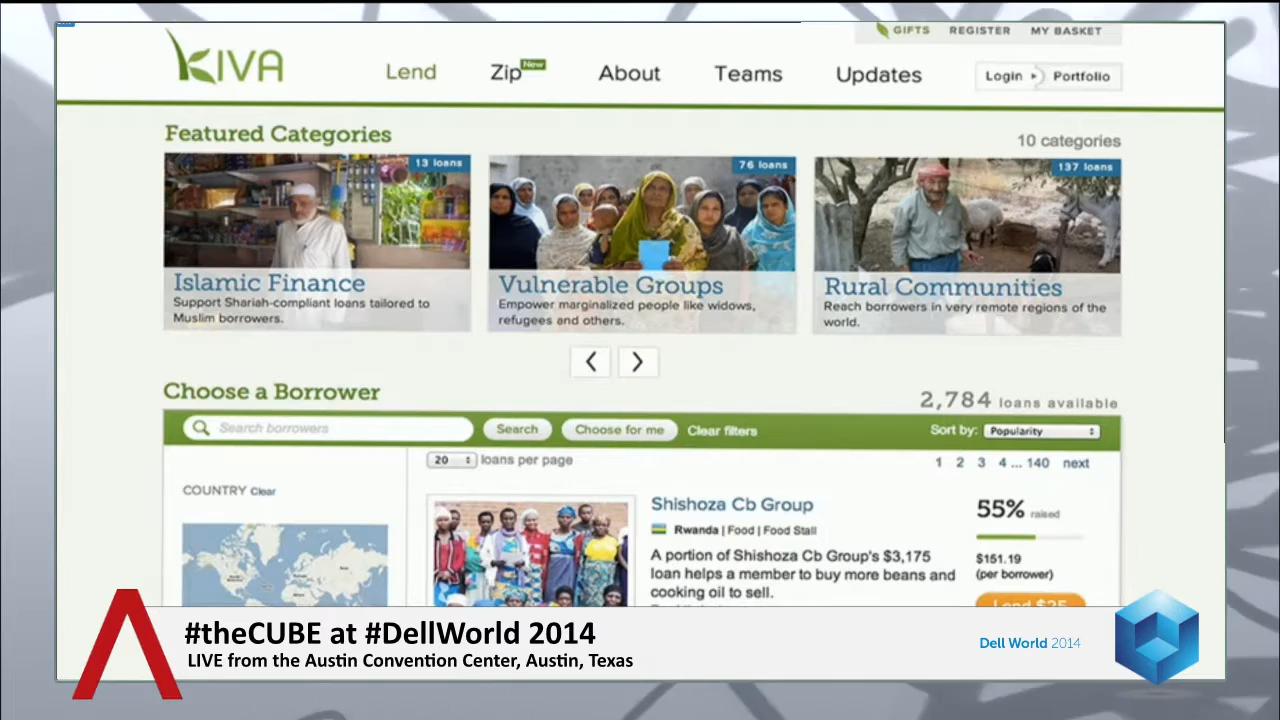 KIVA
Lend
Zip New
About
Teams
Updates
GIFTS REGISTER MY BASKET
Login Portfolio
Featured Categories
10 categories
13 loans
Islamic Finance
Support Shariah-compliant loans tailored to
Muslim borrowers.
76 loans
Vulnerable Groups
Empower marginalized people like widows,
refugees and others.
137 loans
Rural Communities
Reach borrowers in very remote regions of the
world.
Choose a Borrower
2,784 loans available
Search borrowers
Search
Choose for me
Clear filters
Sort by: Popularity
20 loans per page
1 2 3 4 ... 140 next
COUNTRY Clear
Shishoza Cb Group
Rwanda | Food | Food Stall
A portion of Shishoza Cb Group's $3,175
loan helps a member to buy more beans and
cooking oil to sell.
55% raised
$151.19
(per borrower)
Lend $25
#theCUBE at #DellWorld 2014
LIVE from the Austin Convention Center, Austin, Texas
Dell World 2014